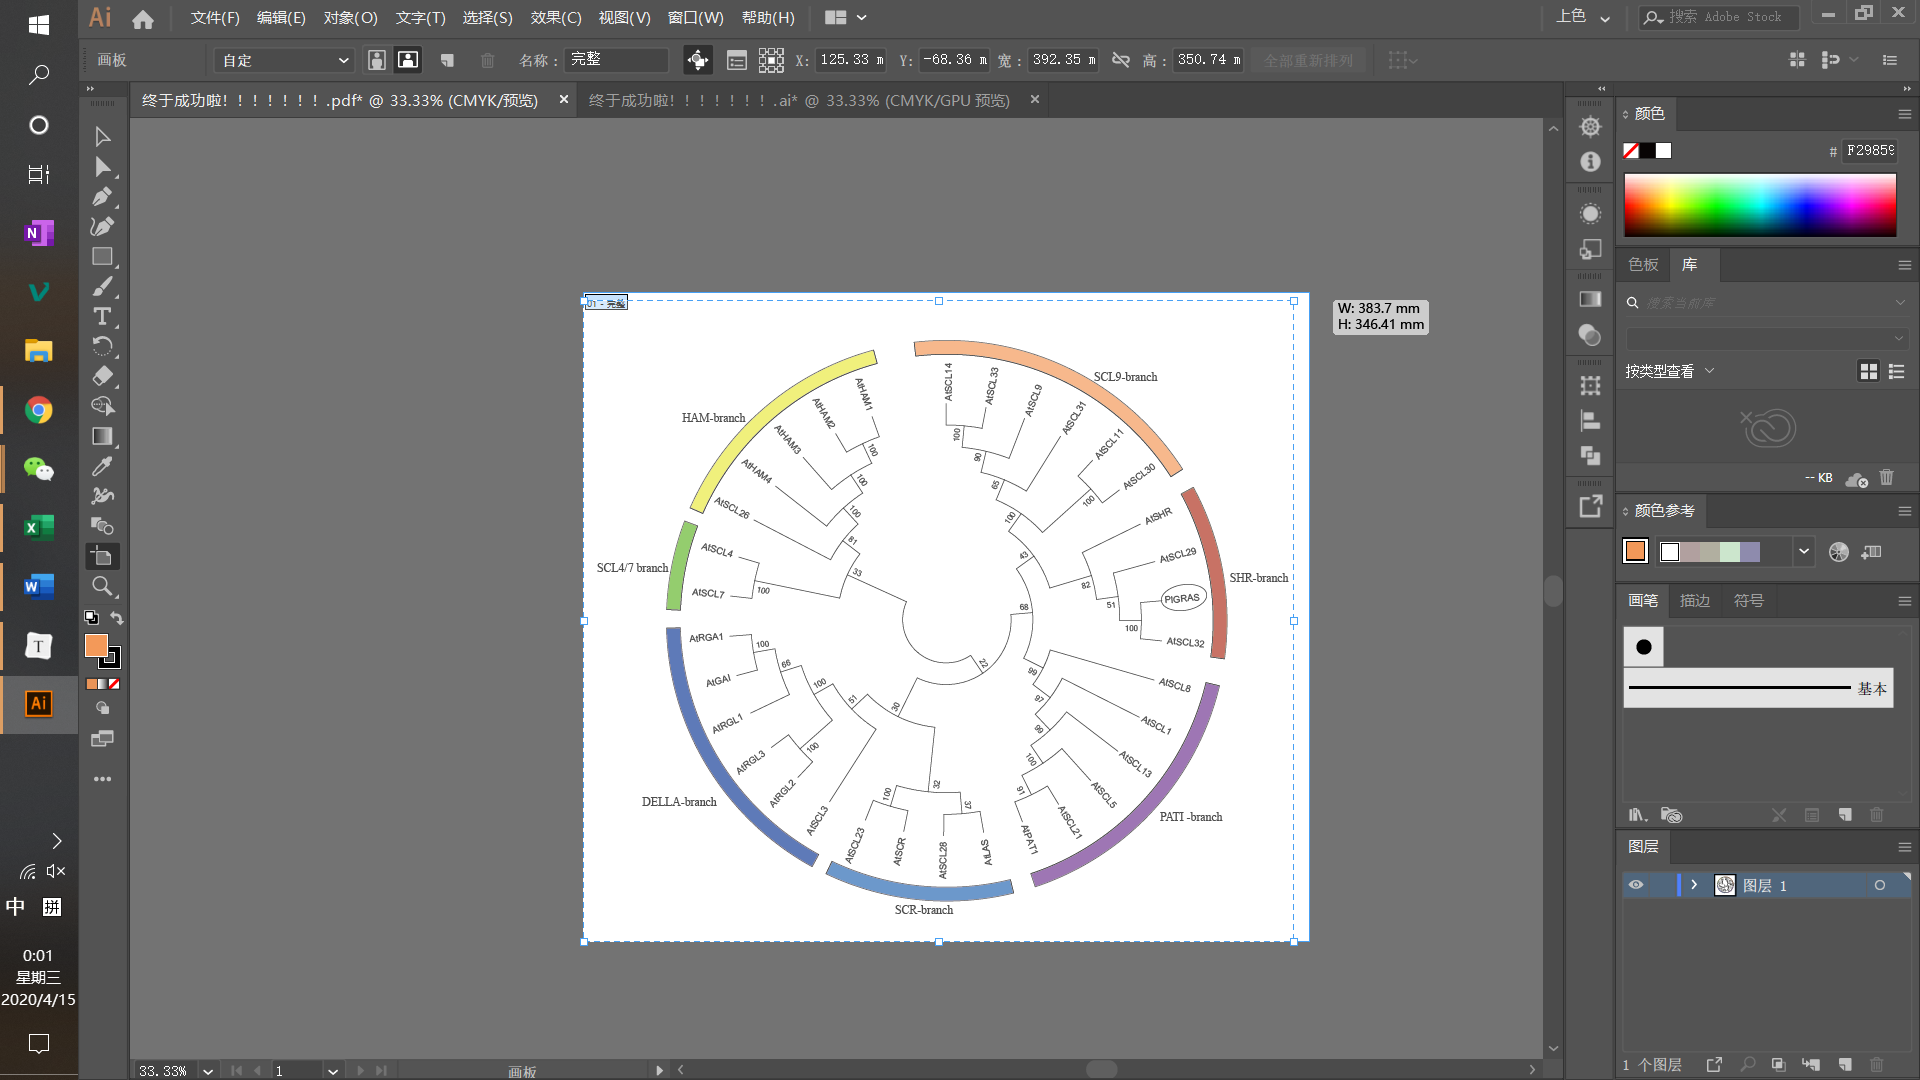 Ai 文件(F) 编辑(E) 对象(O) 文字(T) 选择(S) 效果(C) 视图(V) 窗口(W) 帮助(H) 上色 搜索 Adobe Stock
画板 自定 名称： 完整 X: 125.33 m Y: -68.36 m 宽： 392.35 m 高： 350.74 m 全部重新排列
终于成功啦！！！！！！！.pdf* @ 33.33% (CMYK/预览) × 终于成功啦！！！！！！！.ai* @ 33.33% (CMYK/GPU 预览) ×
01 - 完整
W: 383.7 mm
H: 346.41 mm
SCL9-branch
AtSCL14
AtSCL33
AtSCL9
AtSCL31
AtSCL11
AtSCL30
100
90
65
100
100
43
HAM-branch
AtHAM1
AtHAM2
AtHAM3
AtHAM4
AtSCL26
100
100
100
81
33
SCL4/7 branch
AtSCL4
AtSCL7
100
SHR-branch
AtSHR
AtSCL29
PIGRAS
AtSCL32
82
51
100
68
22
DELLA-branch
AtRGA1
AtGAI
AtRGL1
AtRGL3
AtRGL2
AtSCL3
100
66
100
100
51
30
SCR-branch
AtSCL23
AtSCR
AtSCL28
AtLAS
100
32
37
PATI -branch
AtSCL8
AtSCL1
AtSCL13
AtSCL5
AtSCL21
AtPAT1
99
97
99
100
91
颜色
# F29859
色板 库
搜索当前库
按类型查看
-- KB
颜色参考
画笔 描边 符号
基本
图层
图层 1
1 个图层
中 拼
0:01
星期三
2020/4/15
33.33% 1 画板